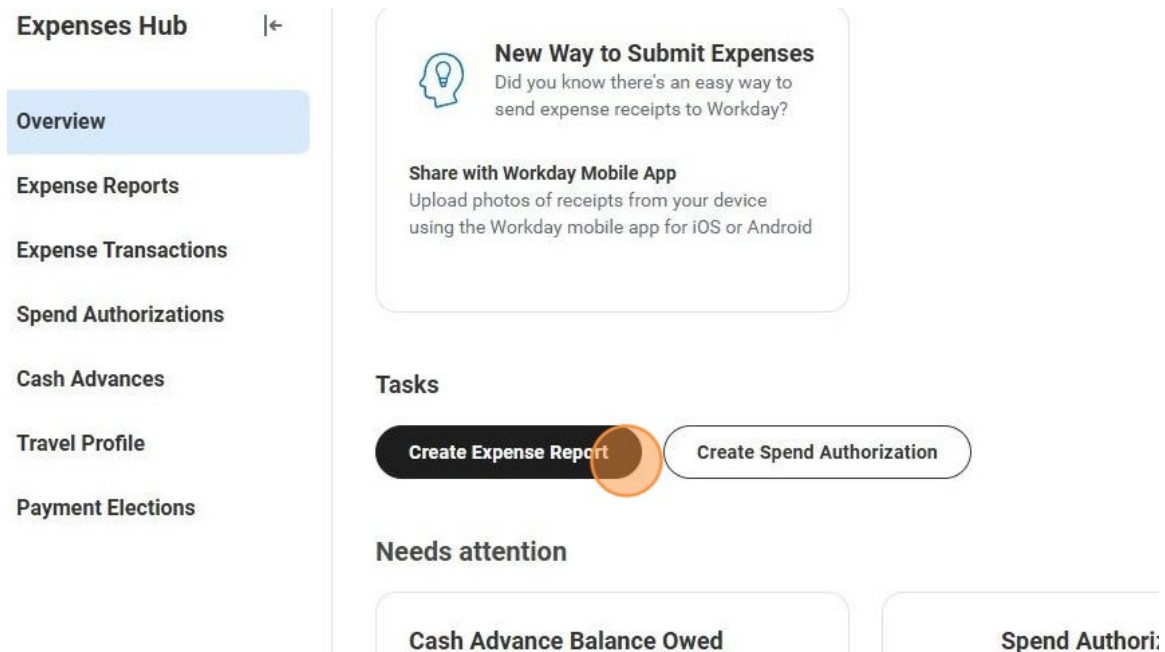 Expenses Hub
Overview
Expense Reports
Expense Transactions
Spend Authorizations
Cash Advances
Travel Profile
Payment Elections
New Way to Submit Expenses
Did you know there's an easy way to
send expense receipts to Workday?
Share with Workday Mobile App
Upload photos of receipts from your device
using the Workday mobile app for iOS or Android
Tasks
Create Expense Report
Create Spend Authorization
Needs attention
Cash Advance Balance Owed
Spend